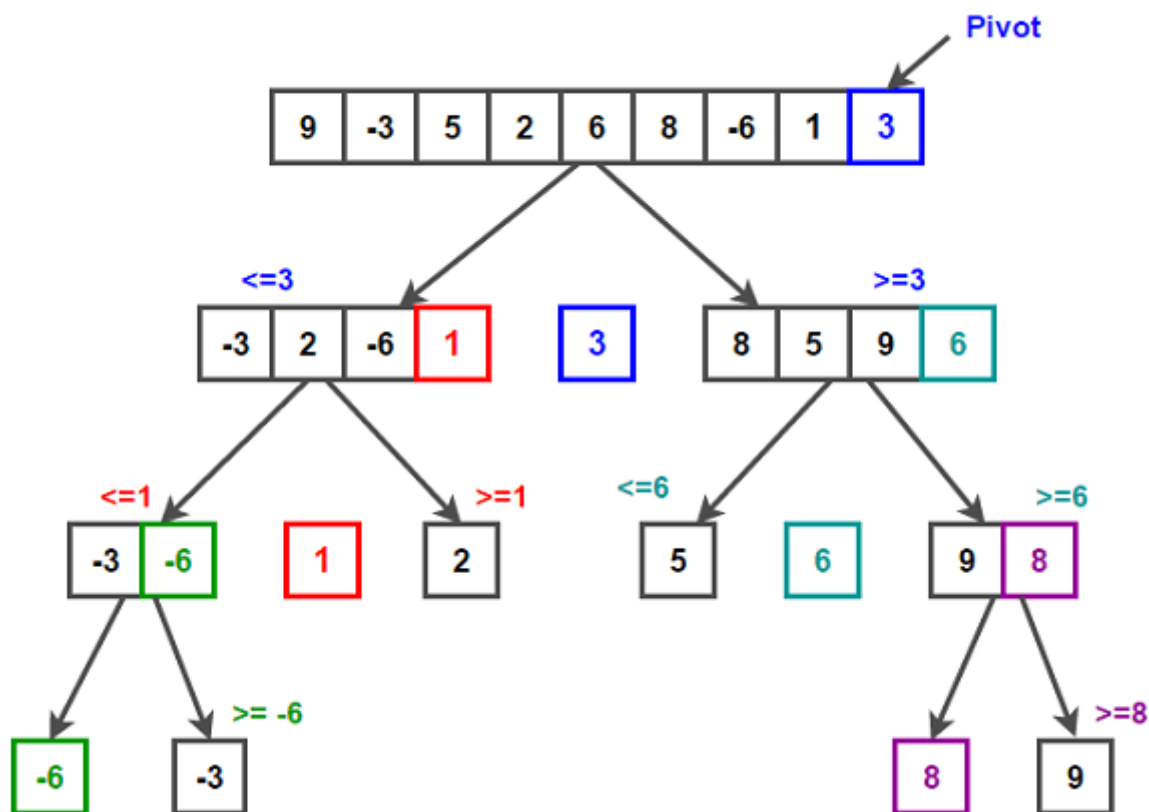 Pivot
9 -3 5 2 6 8 -6 1 3
<=3 >=3
-3 2 -6 1 3 8 5 9 6
<=1 >=1 <=6 >=6
-3 -6 1 2 5 6 9 8
>= -6 >=8
-6 -3 8 9